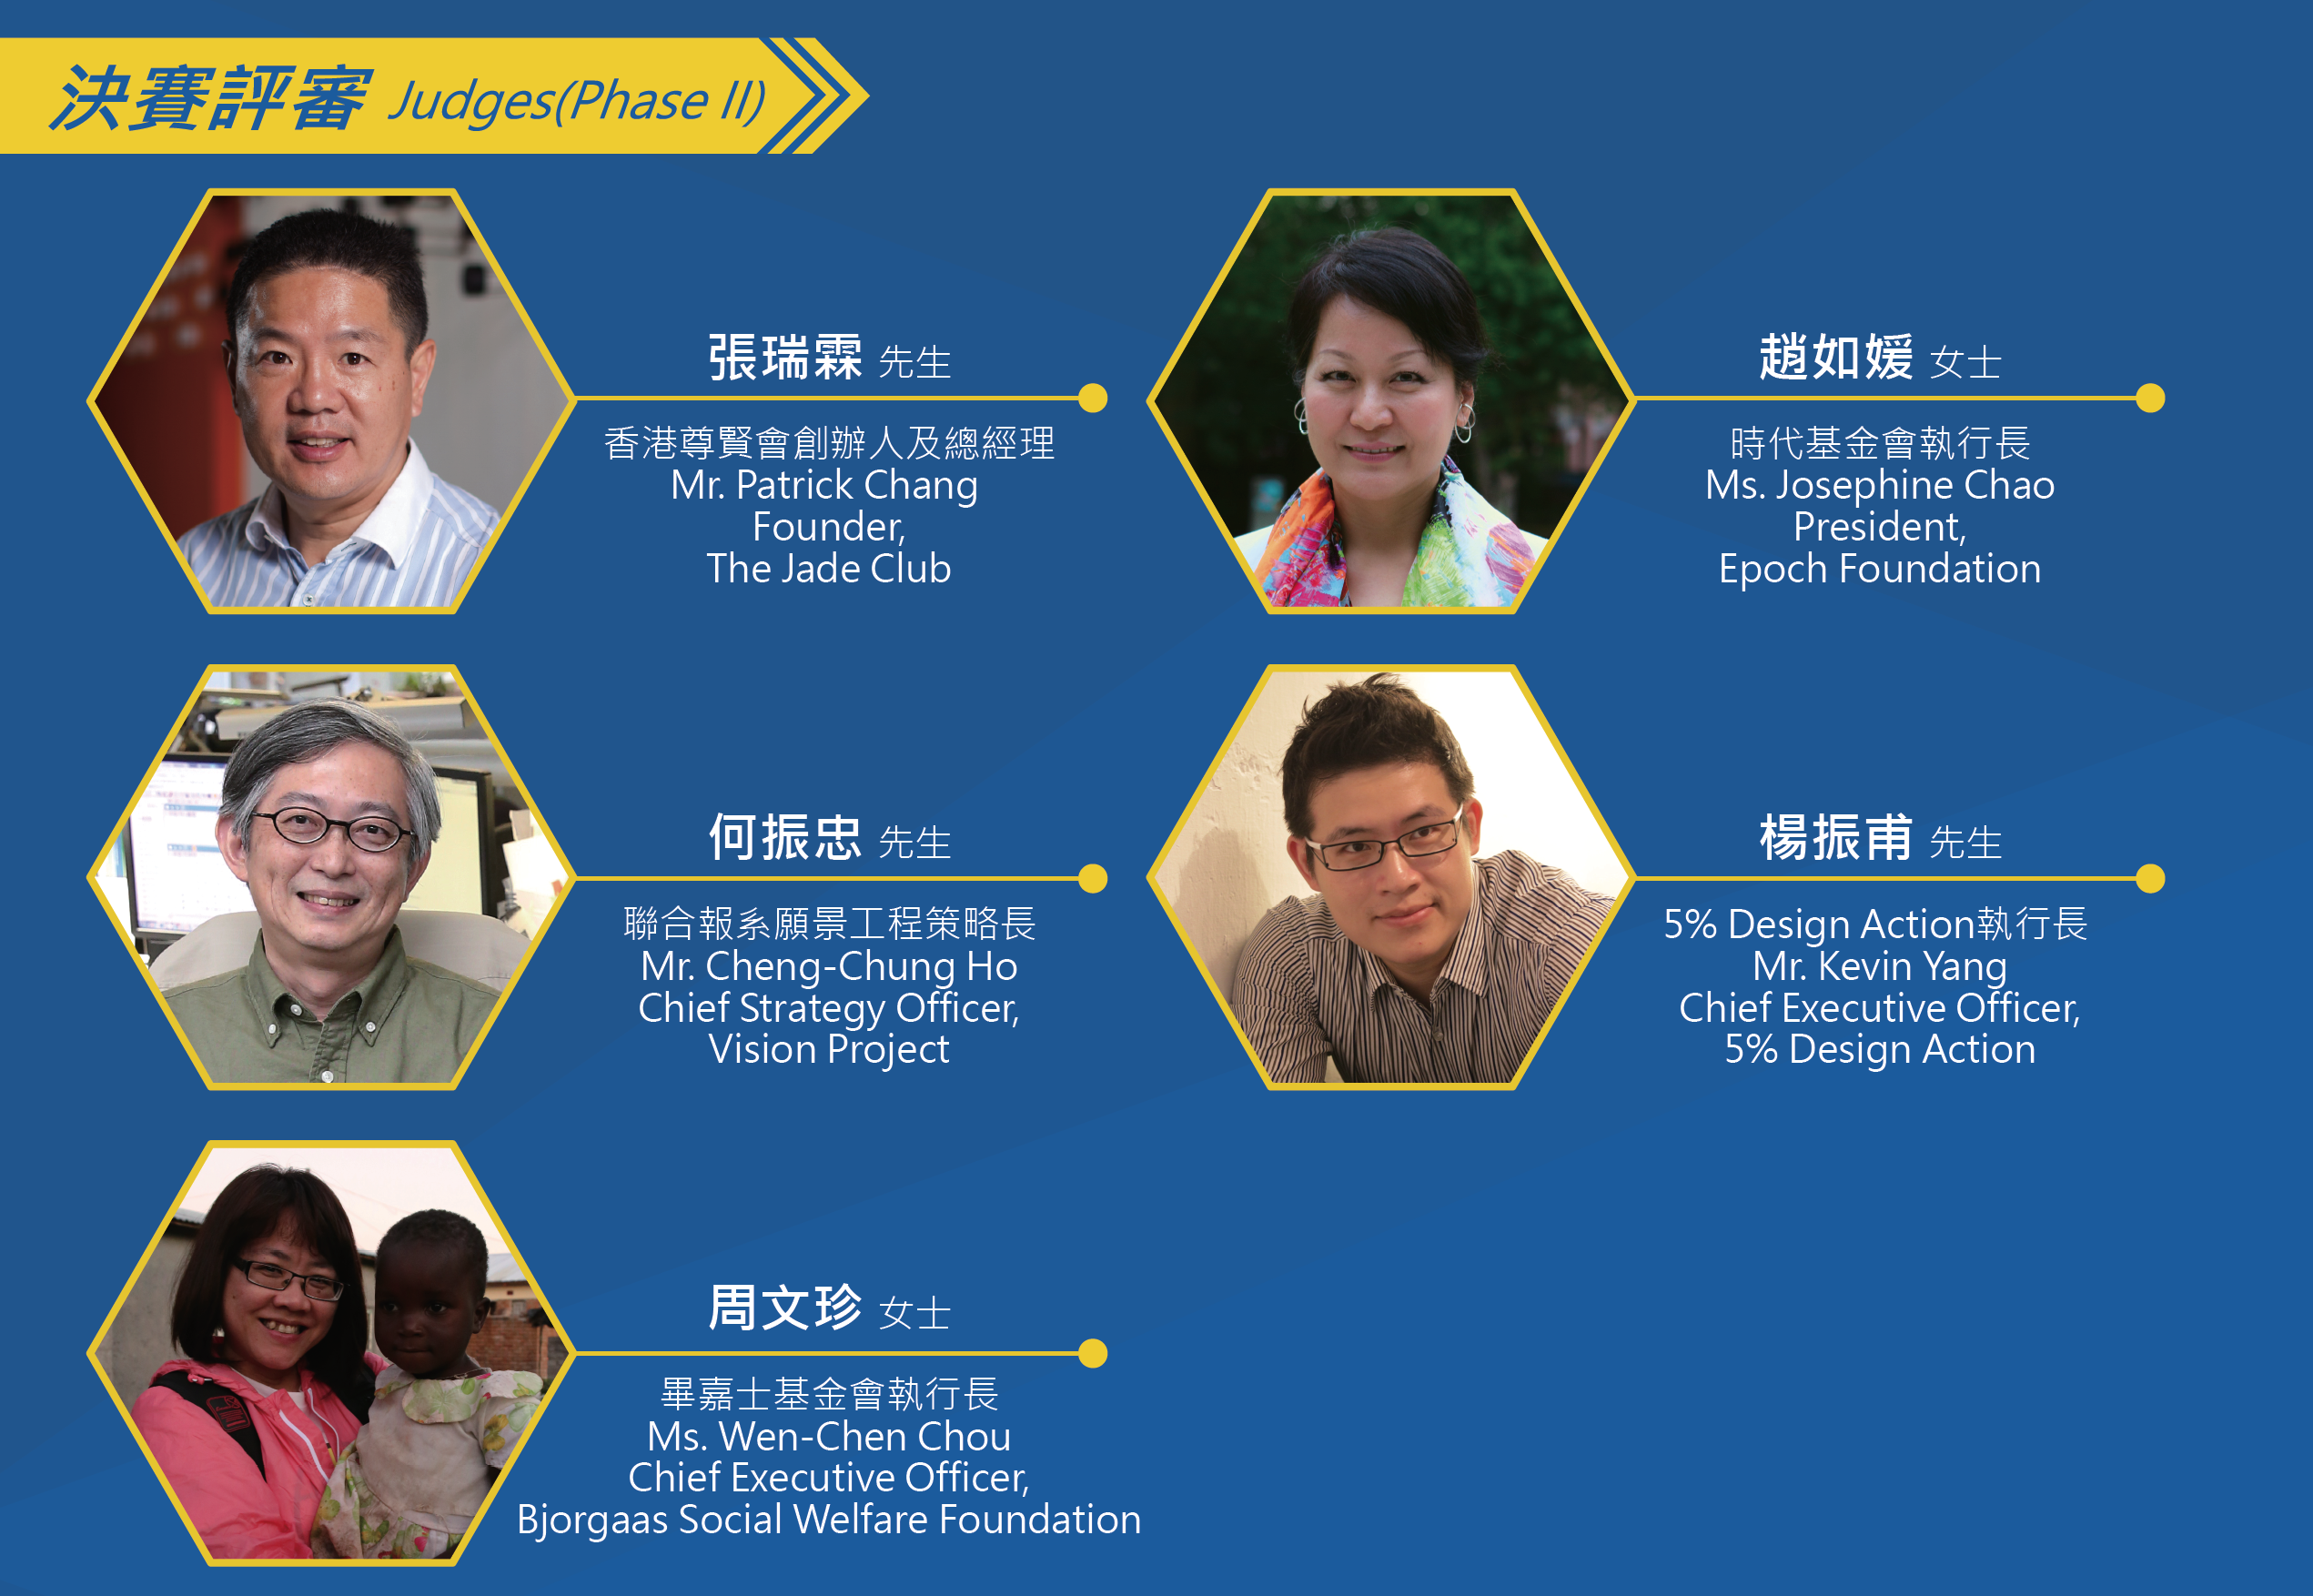 決賽評審 Judges(Phase II)
張瑞霖 先生
香港尊賢會創辦人及總經理
Mr. Patrick Chang
Founder,
The Jade Club
趙如媛 女士
時代基金會執行長
Ms. Josephine Chao
President,
Epoch Foundation
何振忠 先生
聯合報系願景工程策略長
Mr. Cheng-Chung Ho
Chief Strategy Officer,
Vision Project
楊振甫 先生
5% Design Action執行長
Mr. Kevin Yang
Chief Executive Officer,
5% Design Action
周文珍 女士
畢嘉士基金會執行長
Ms. Wen-Chen Chou
Chief Executive Officer,
Bjorgaas Social Welfare Foundation